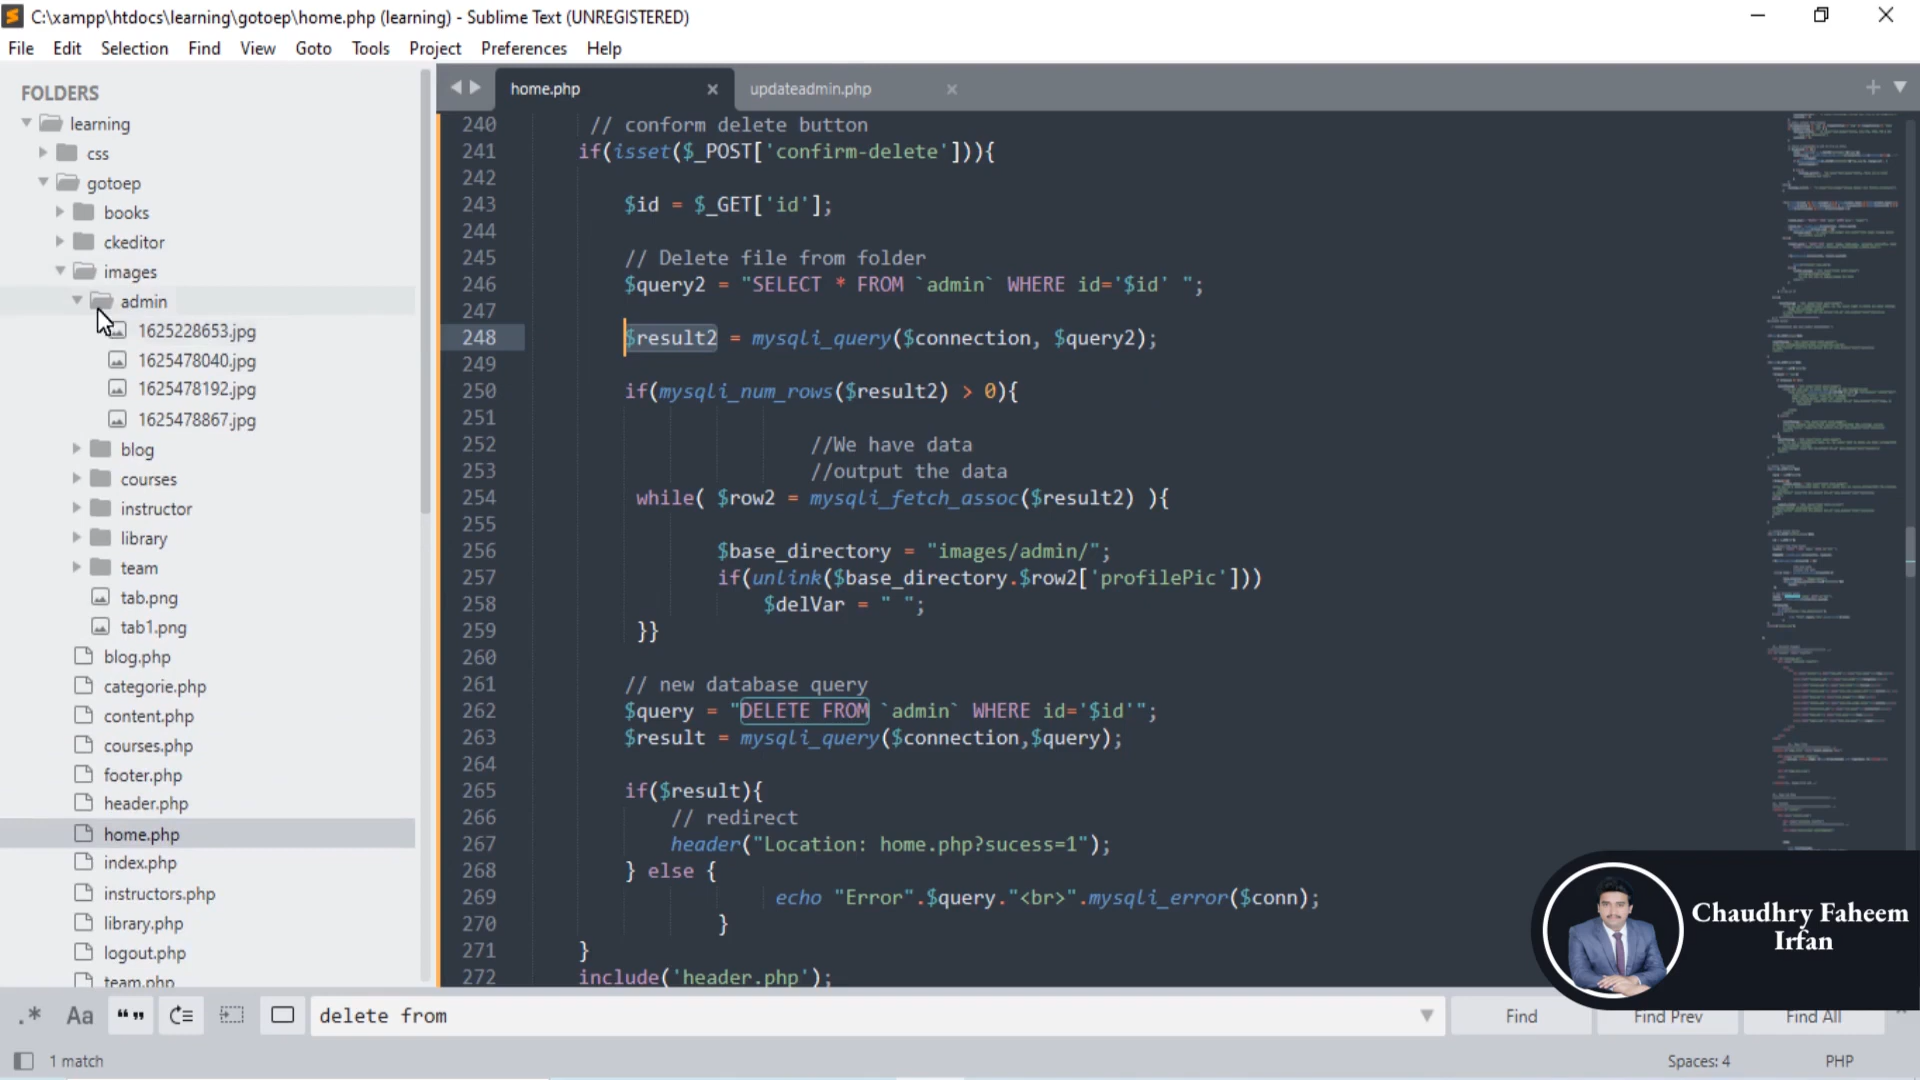 C:\xampp\htdocs\learning\gotoep\home.php (learning) - Sublime Text (UNREGISTERED)
File Edit Selection Find View Goto Tools Project Preferences Help
FOLDERS
learning
css
gotoep
books
ckeditor
images
admin
1625228653.jpg
1625478040.jpg
1625478192.jpg
1625478867.jpg
blog
courses
instructor
library
team
tab.png
tab1.png
blog.php
categorie.php
content.php
courses.php
footer.php
header.php
home.php
index.php
instructors.php
library.php
logout.php
team.php
home.php
updateadmin.php
240 // conform delete button
241 if(isset($_POST['confirm-delete'])){
242
243 $id = $_GET['id'];
244
245 // Delete file from folder
246 $query2 = "SELECT * FROM `admin` WHERE id='$id' ";
247
248 $result2 = mysqli_query($connection, $query2);
249
250 if(mysqli_num_rows($result2) > 0){
251
252 //We have data
253 //output the data
254 while( $row2 = mysqli_fetch_assoc($result2) ){
255
256 $base_directory = "images/admin/";
257 if(unlink($base_directory.$row2['profilePic']))
258 $delVar = " ";
259 }}
260
261 // new database query
262 $query = "DELETE FROM `admin` WHERE id='$id'";
263 $result = mysqli_query($connection,$query);
264
265 if($result){
266 // redirect
267 header("Location: home.php?sucess=1");
268 } else {
269 echo "Error".$query."<br>".mysqli_error($conn);
270 }
271 }
272 include('header.php');
Chaudhry Faheem
Irfan
.* Aa “” delete from Find Find Prev Find All
1 match Spaces: 4 PHP